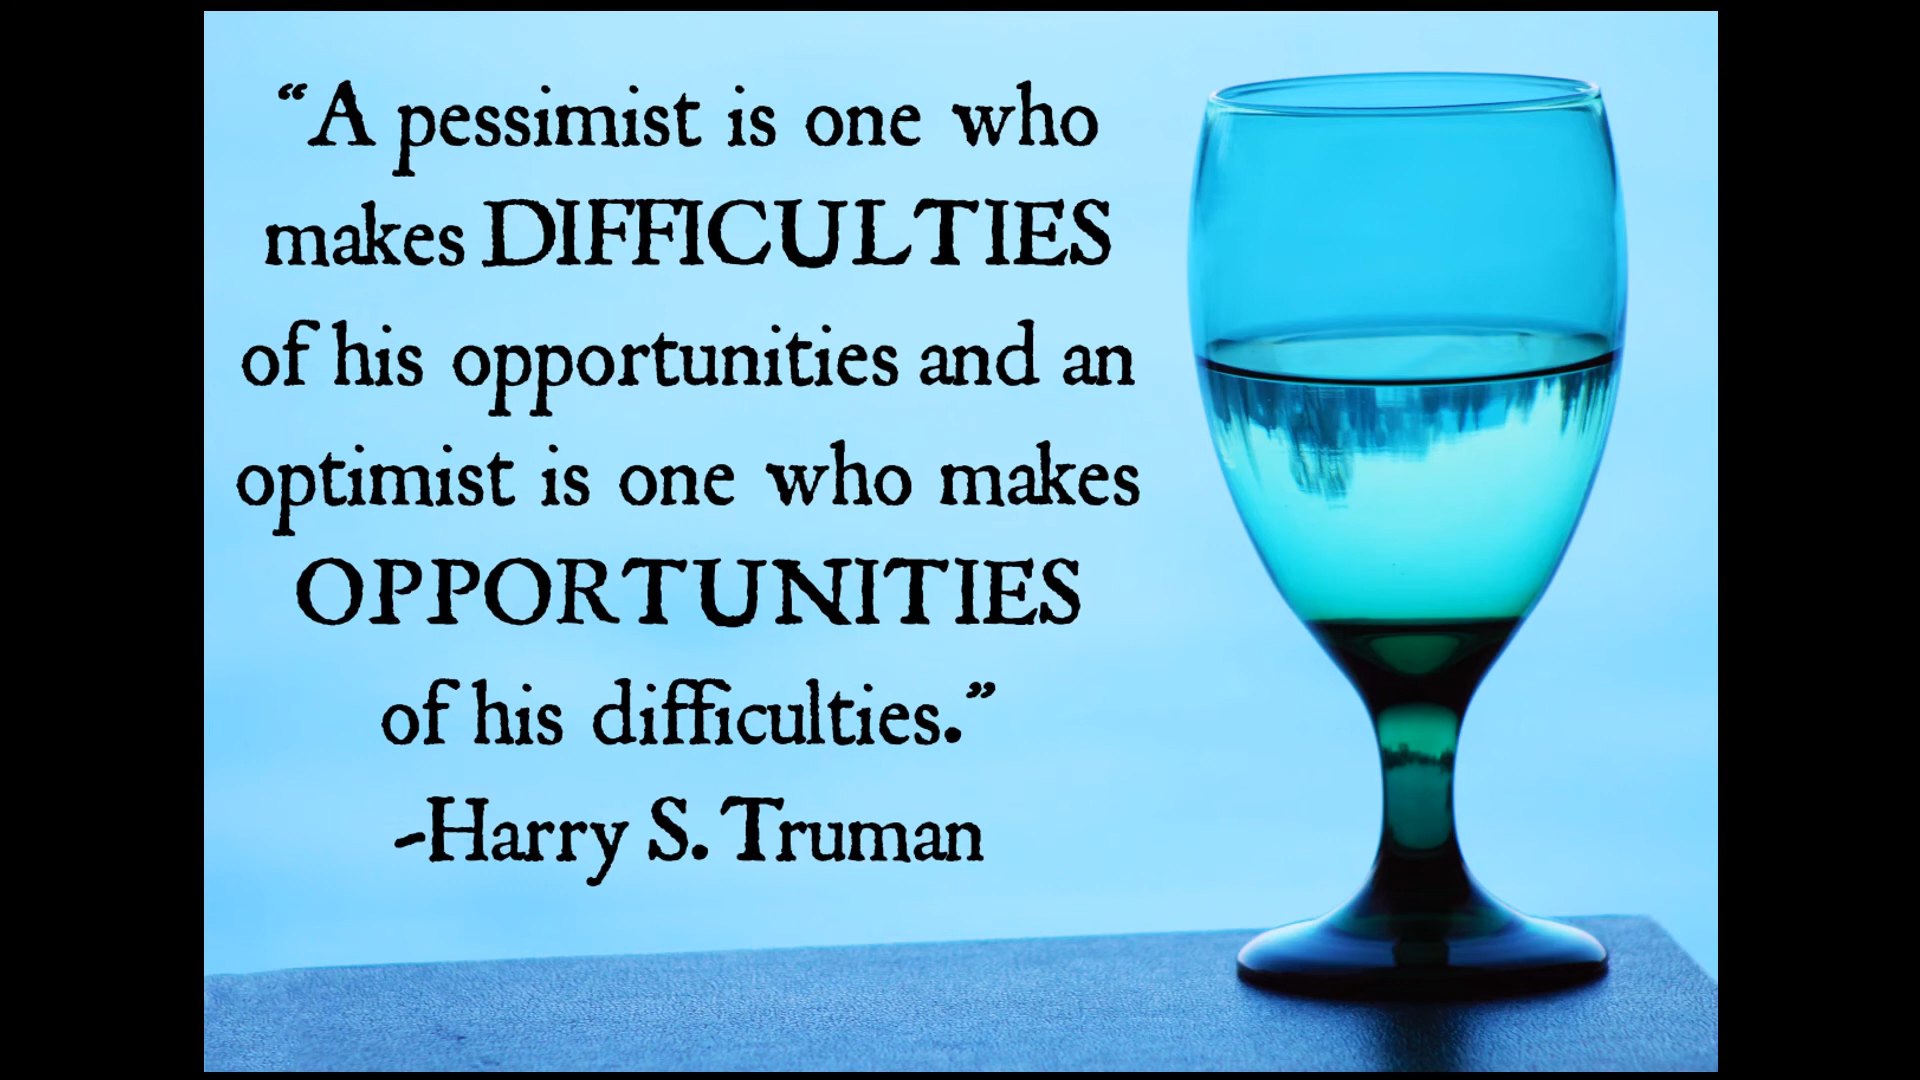 “A pessimist is one who
makes DIFFICULTIES
of his opportunities and an
optimist is one who makes
OPPORTUNITIES
of his difficulties.”
-Harry S. Truman